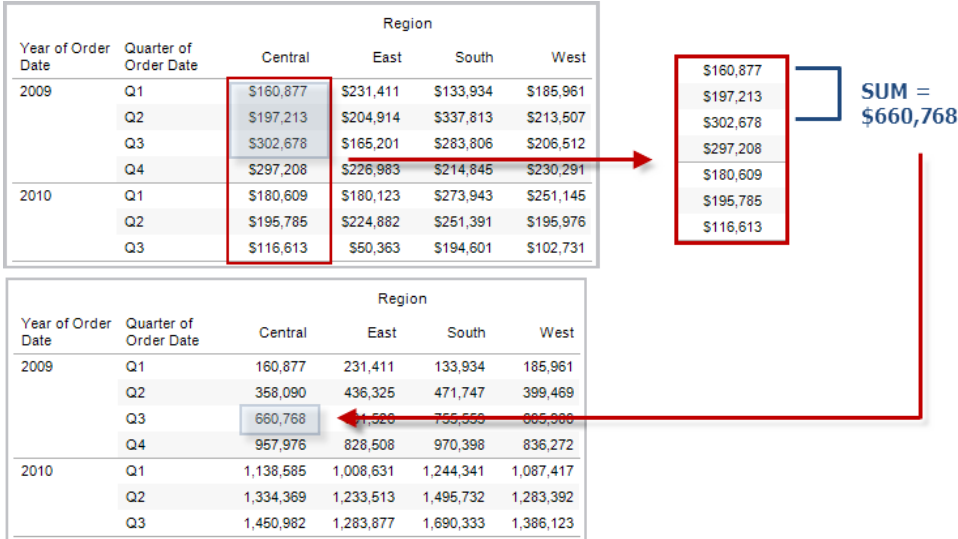 Region
Year of Order Date Quarter of Order Date Central East South West
2009 Q1 $160,877 $231,411 $133,934 $185,961
Q2 $197,213 $204,914 $337,813 $213,507
Q3 $302,678 $165,201 $283,806 $206,512
Q4 $297,208 $226,983 $214,845 $230,291
2010 Q1 $180,609 $180,123 $273,943 $251,145
Q2 $195,785 $224,882 $251,391 $195,976
Q3 $116,613 $50,363 $194,601 $102,731
$160,877
$197,213
$302,678
$297,208
$180,609
$195,785
$116,613
SUM =
$660,768
Region
Year of Order Date Quarter of Order Date Central East South West
2009 Q1 160,877 231,411 133,934 185,961
Q2 358,090 436,325 471,747 399,469
Q3 660,768
Q4 957,976 828,508 970,398 836,272
2010 Q1 1,138,585 1,008,631 1,244,341 1,087,417
Q2 1,334,369 1,233,513 1,495,732 1,283,392
Q3 1,450,982 1,283,877 1,690,333 1,386,123